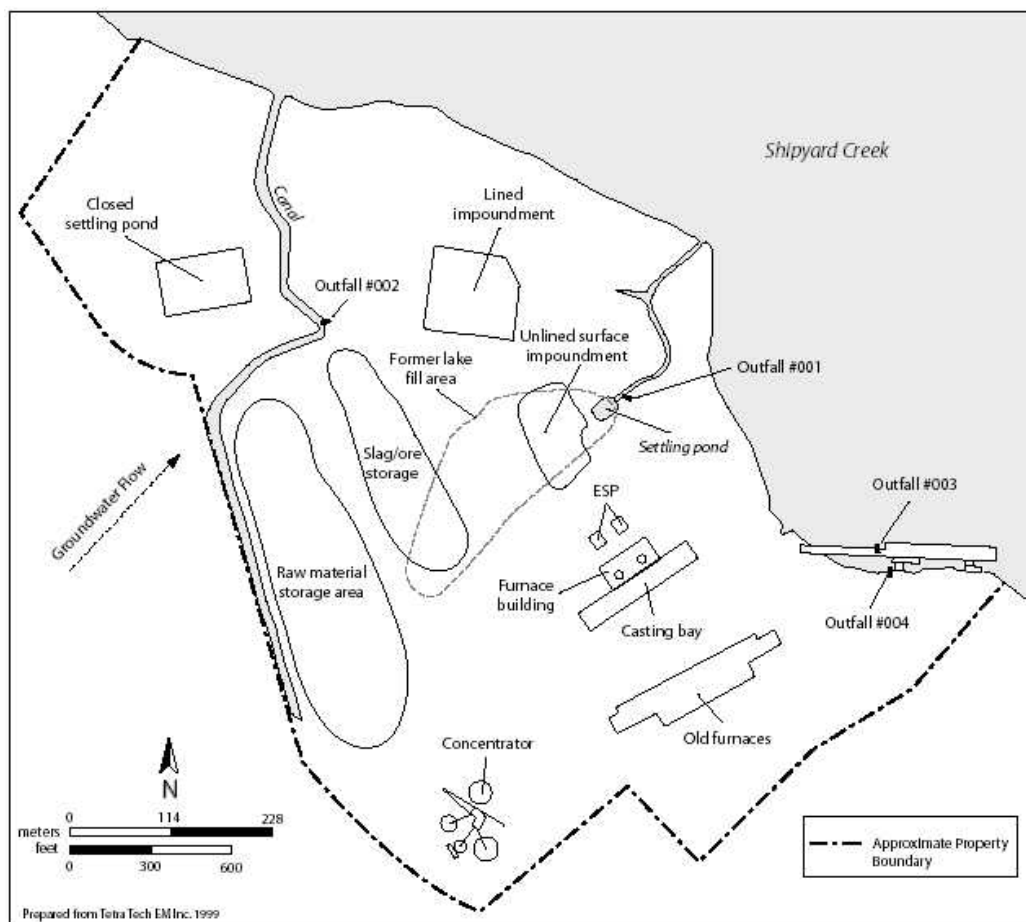 Shipyard Creek
Canal
Closed
settling pond
Lined
impoundment
Outfall #002
Unlined surface
impoundment
Former lake
fill area
Outfall #001
Settling pond
Slag/ore
storage
Groundwater Flow
ESP
Outfall #003
Raw material
storage area
Furnace
building
Casting bay
Outfall #004
Old furnaces
Concentrator
N
0 114 228
meters
feet
0 300 600
Approximate Property
Boundary
Prepared from Tetra Tech EM Inc. 1999